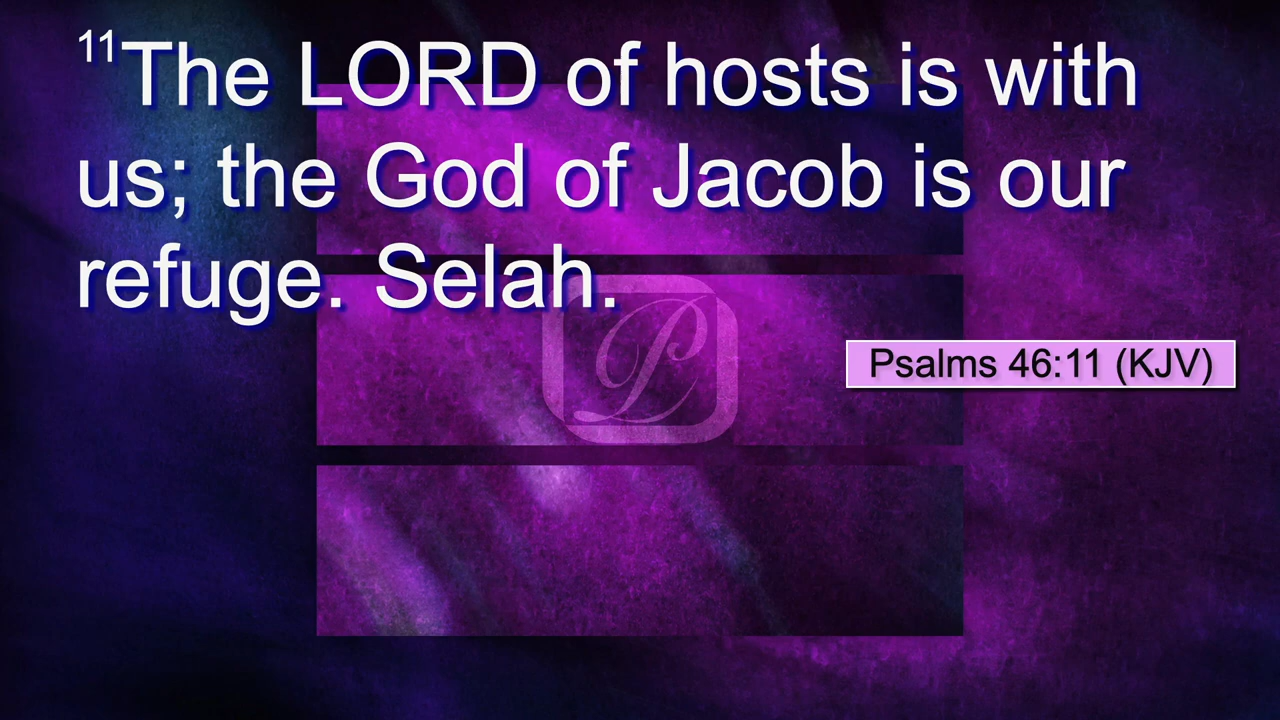 11The LORD of hosts is with
us; the God of Jacob is our
refuge. Selah.
P
Psalms 46:11 (KJV)